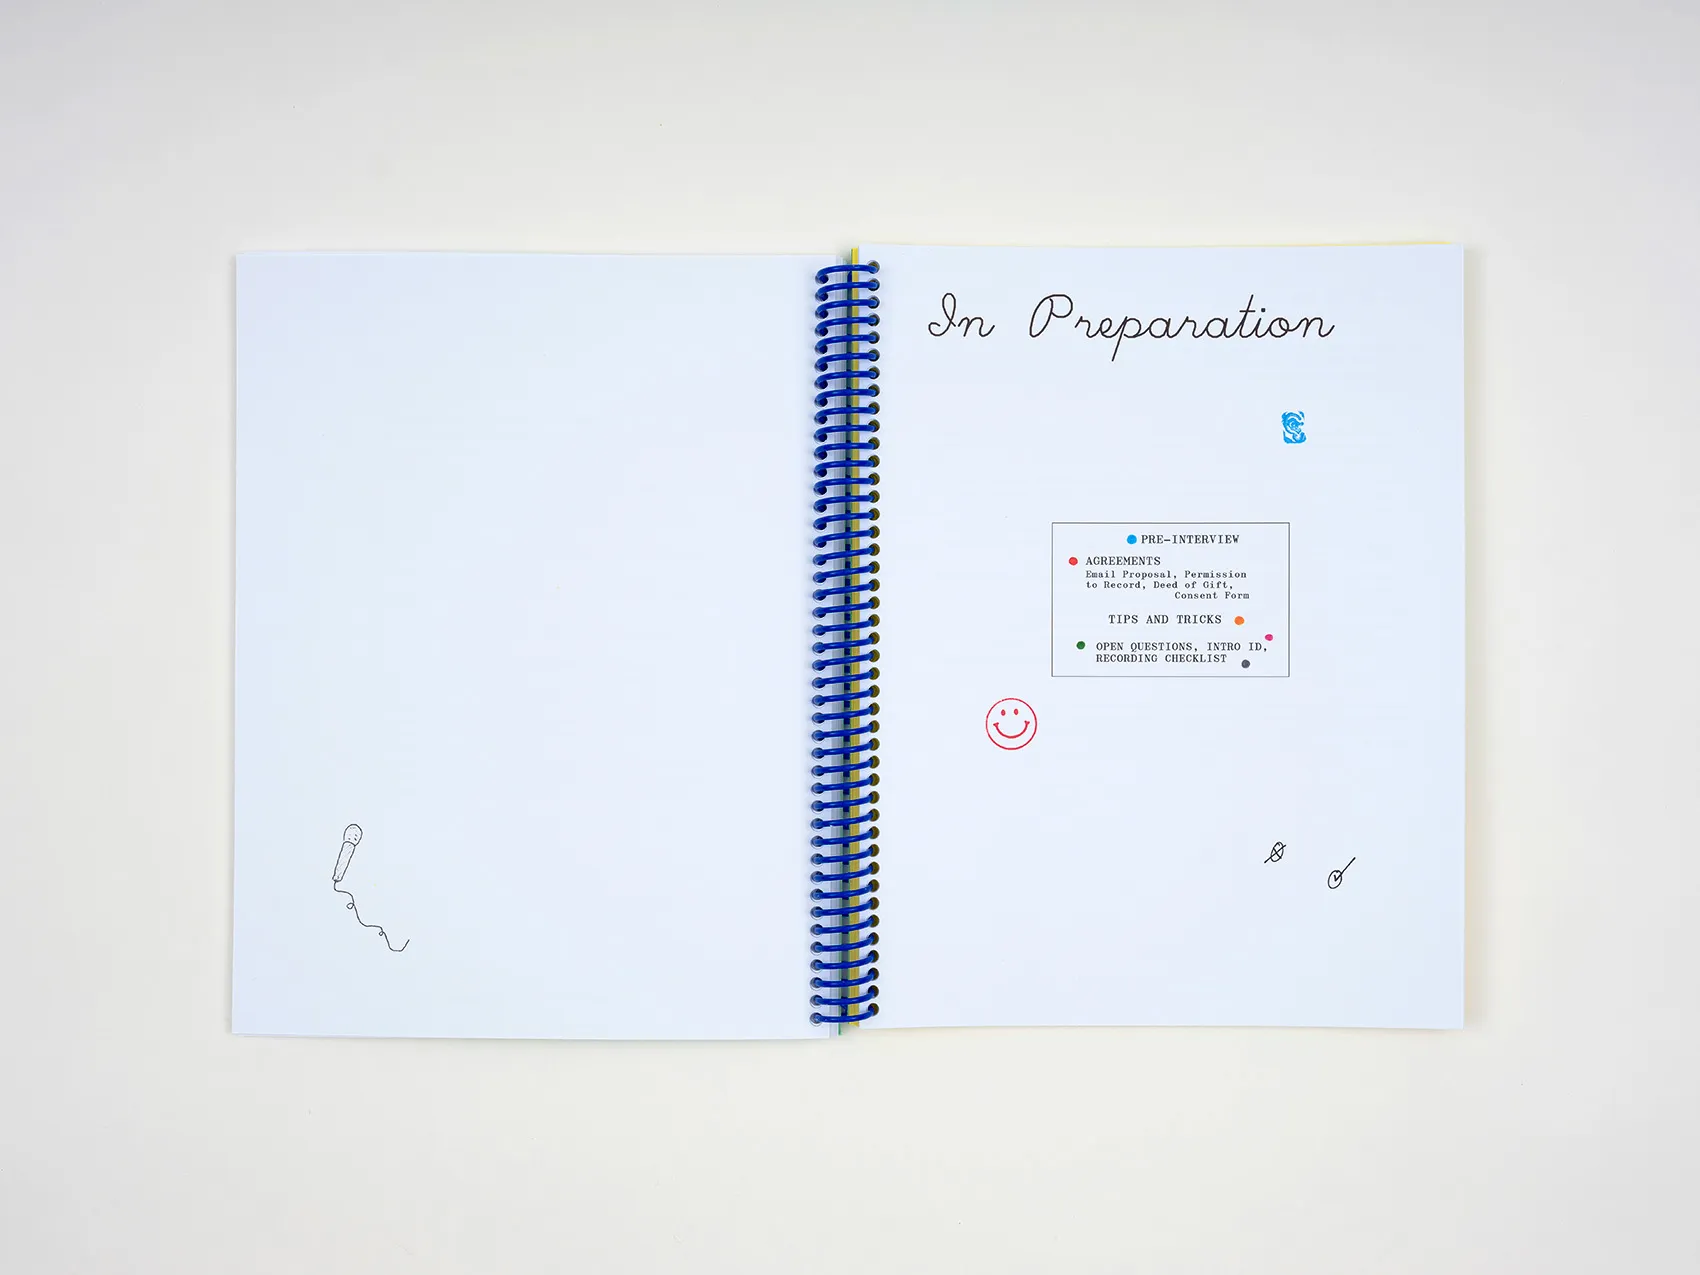 In Preparation
PRE-INTERVIEW
AGREEMENTS
Email Proposal, Permission
to Record, Deed of Gift,
Consent Form
TIPS AND TRICKS
OPEN QUESTIONS, INTRO ID,
RECORDING CHECKLIST